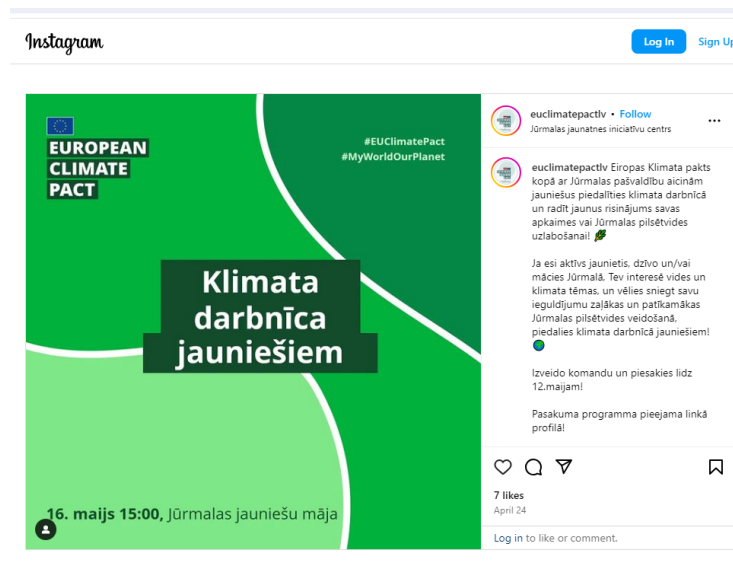 Instagram
Log In
Sign Up
EUROPEAN
CLIMATE
PACT
#EUClimatePact
#MyWorldOurPlanet
Klimata
darbnīca
jauniešiem
16. maijs 15:00, Jūrmalas jauniešu māja
euclimatepactlv • Follow
Jūrmalas jaunatnes iniciatīvu centrs
euclimatepactlv Eiropas Klimata pakts
kopā ar Jūrmalas pašvaldību aicinām
jauniešus piedalīties klimata darbnīcā
un radīt jaunus risinājums savas
apkaimes vai Jūrmalas pilsētvides
uzlabošanai!
Ja esi aktīvs jaunietis, dzīvo un/vai
mācies Jūrmalā, Tev interesē vides un
klimata tēmas, un vēlies sniegt savu
ieguldījumu zaļākas un patīkamākas
Jūrmalas pilsētvides veidošanā,
piedalies klimata darbnīcā jauniešiem!
Izveido komandu un piesakies līdz
12.maijam!
Pasakuma programma pieejama linkā
profilā!
7 likes
April 24
Log in to like or comment.